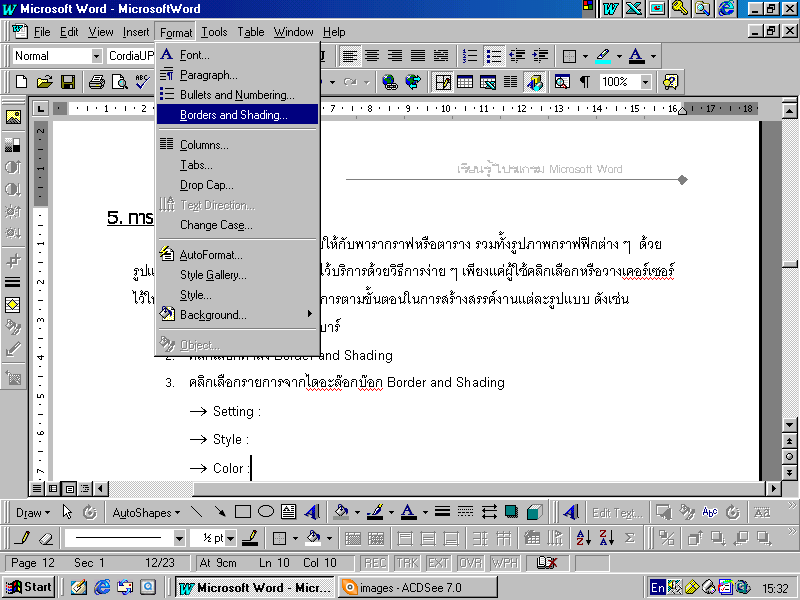 Microsoft Word - MicrosoftWord
File Edit View Insert Format Tools Table Window Help
Normal CordiaUP
100%
Font...
Paragraph...
Bullets and Numbering...
Borders and Shading...
Columns...
Tabs...
Drop Cap...
Text Direction...
Change Case...
AutoFormat...
Style Gallery...
Style...
Background...
Object...
1 2 7 8 9 10 11 12 13 14 15 16 17 18
เรียนรู้ โปรแกรม Microsoft Word
5. การ
ให้กับพารากราฟหรือตาราง รวมทั้งรูปภาพกราฟฟิกต่าง ๆ ด้วย
ไว้บริการด้วยวิธีการง่าย ๆ เพียงแค่ผู้ใช้คลิกเลือกหรือวางเคอร์เซอร์
การตามขั้นตอนในการสร้างสรรค์งานแต่ละรูปแบบ ดังเช่น
บาร์
2. คลิกเลือกคำสั่ง Border and Shading
3. คลิกเลือกรายการจากไดอะล๊อกบ๊อก Border and Shading
→ Setting :
→ Style :
→ Color :
Draw AutoShapes Edit Text...
½ pt
Page 12 Sec 1 12/23 At 9cm Ln 10 Col 10 REC TRK EXT OVR WPH
Start Microsoft Word - Micr... images - ACDSee 7.0 En 15:32